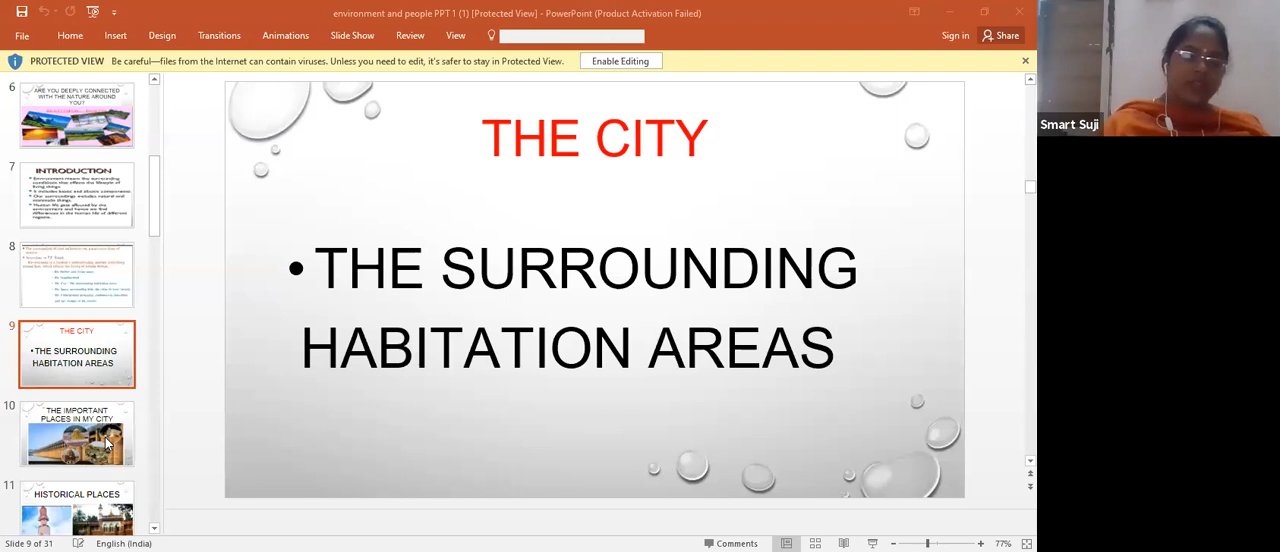 environment and people PPT 1 (1) [Protected View] - PowerPoint (Product Activation Failed)
File Home Insert Design Transitions Animations Slide Show Review View Sign in Share
PROTECTED VIEW Be careful—files from the Internet can contain viruses. Unless you need to edit, it's safer to stay in Protected View. Enable Editing
6
ARE YOU DEEPLY CONNECTED
WITH THE NATURE AROUND
YOU?
7
INTRODUCTION
8
9
THE CITY
•THE SURROUNDING
HABITATION AREAS
10
THE IMPORTANT
PLACES IN MY CITY
11
HISTORICAL PLACES
THE CITY
• THE SURROUNDING
HABITATION AREAS
Smart Suji
Slide 9 of 31 English (India) Comments 77%